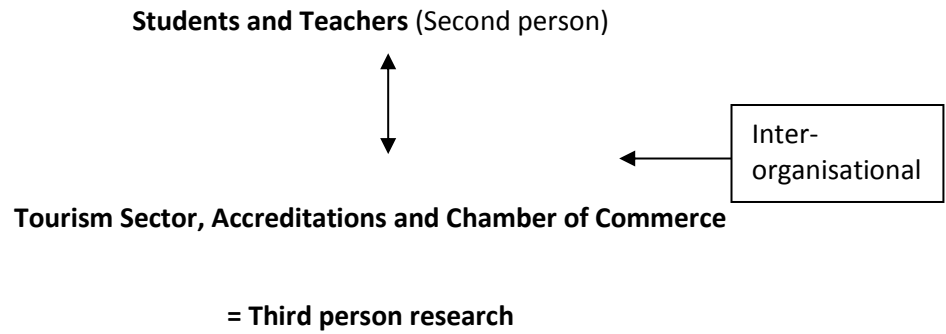 Students and Teachers (Second person)
Inter-
organisational
Tourism Sector, Accreditations and Chamber of Commerce
= Third person research